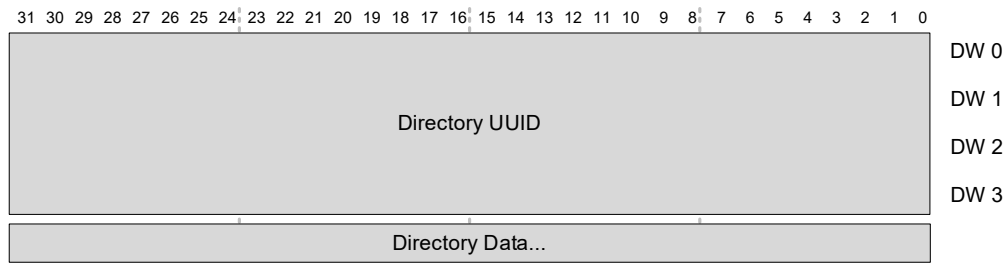 31 30 29 28 27 26 25 24 23 22 21 20 19 18 17 16 15 14 13 12 11 10 9 8 7 6 5 4 3 2 1 0
DW 0
DW 1
Directory UUID
DW 2
DW 3
Directory Data...